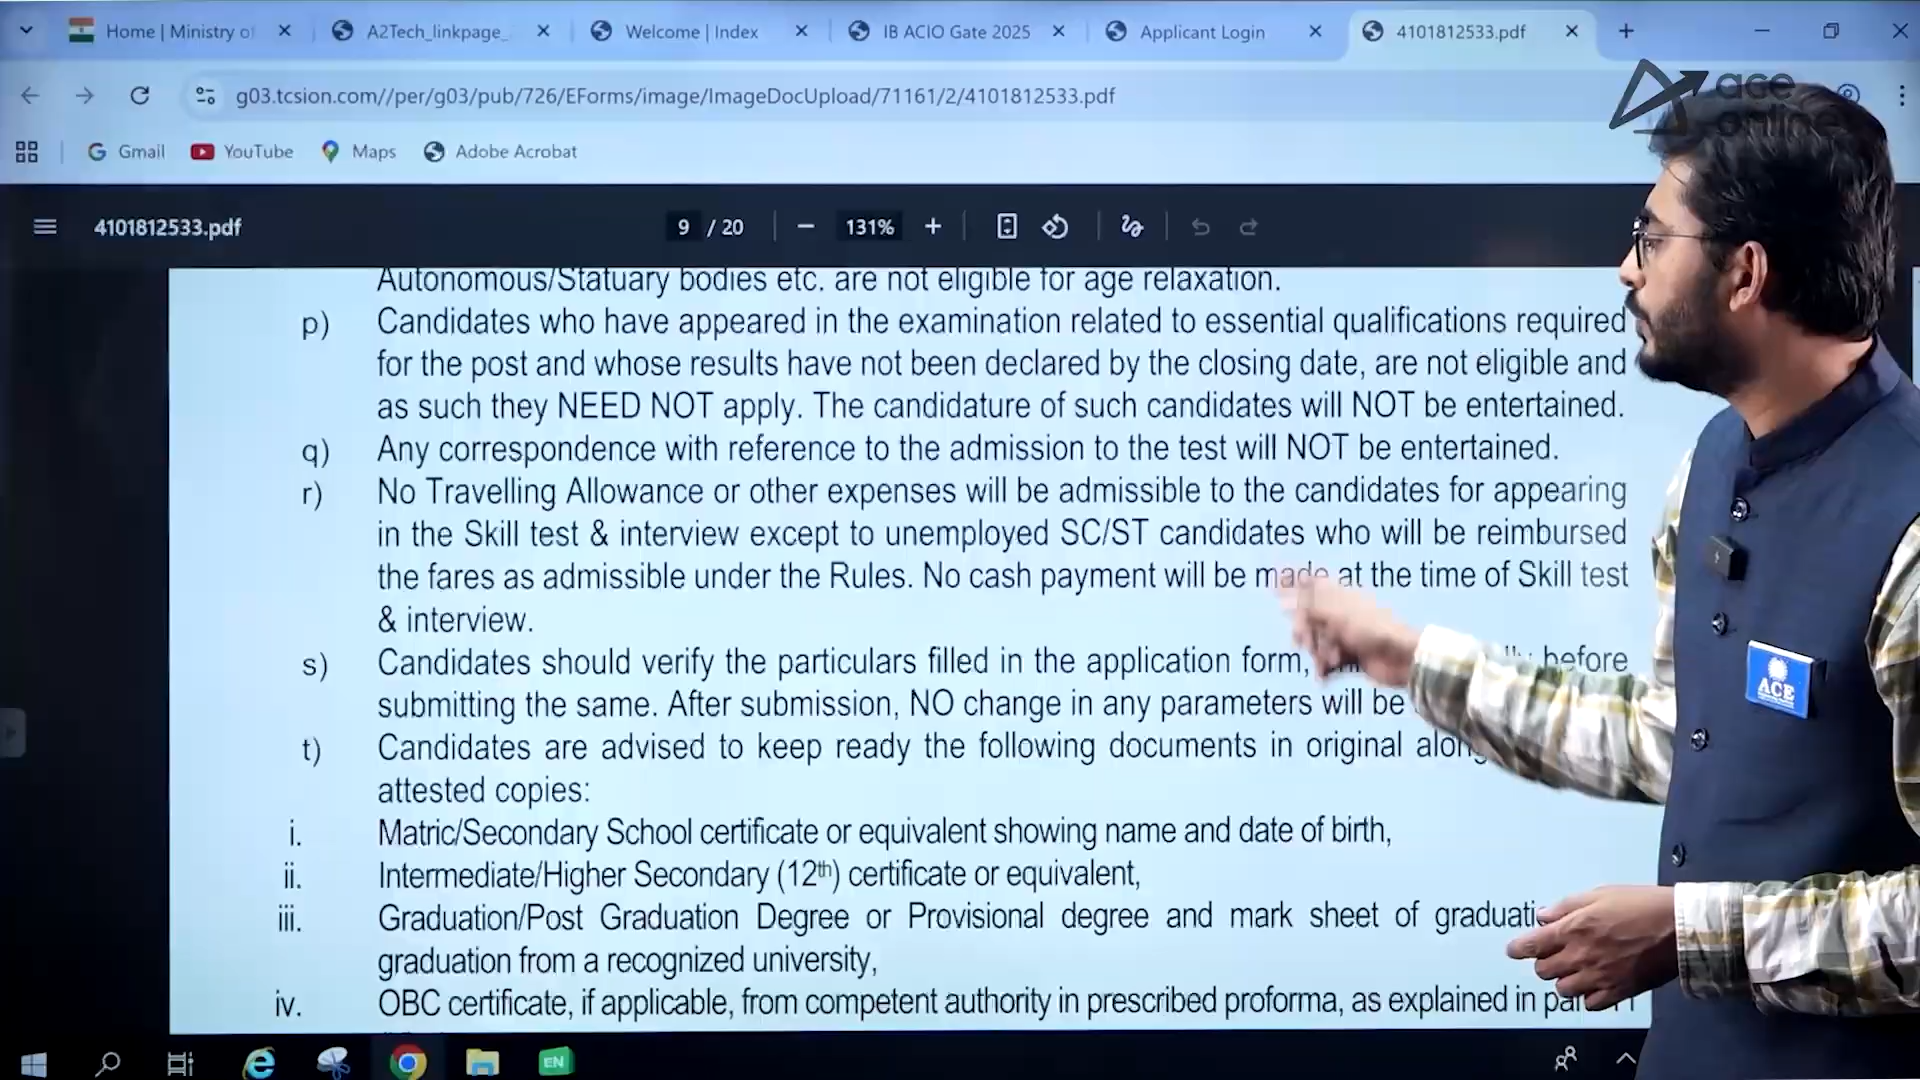 Home | Ministry of
A2Tech_linkpage_
Welcome | Index
IB ACIO Gate 2025
Applicant Login
4101812533.pdf
g03.tcsion.com//per/g03/pub/726/EForms/image/ImageDocUpload/71161/2/4101812533.pdf
ace
online
Gmail
YouTube
Maps
Adobe Acrobat
4101812533.pdf
9 / 20
131%
Autonomous/Statuary bodies etc. are not eligible for age relaxation.
p) Candidates who have appeared in the examination related to essential qualifications required
for the post and whose results have not been declared by the closing date, are not eligible and
as such they NEED NOT apply. The candidature of such candidates will NOT be entertained.
q) Any correspondence with reference to the admission to the test will NOT be entertained.
r) No Travelling Allowance or other expenses will be admissible to the candidates for appearing
in the Skill test & interview except to unemployed SC/ST candidates who will be reimbursed
the fares as admissible under the Rules. No cash payment will be made at the time of Skill test
& interview.
s) Candidates should verify the particulars filled in the application form, before
submitting the same. After submission, NO change in any parameters will be
t) Candidates are advised to keep ready the following documents in original
attested copies:
i. Matric/Secondary School certificate or equivalent showing name and date of birth,
ii. Intermediate/Higher Secondary (12th) certificate or equivalent,
iii. Graduation/Post Graduation Degree or Provisional degree and mark sheet of
graduation from a recognized university,
iv. OBC certificate, if applicable, from competent authority in prescribed proforma, as explained in
ACE
EN